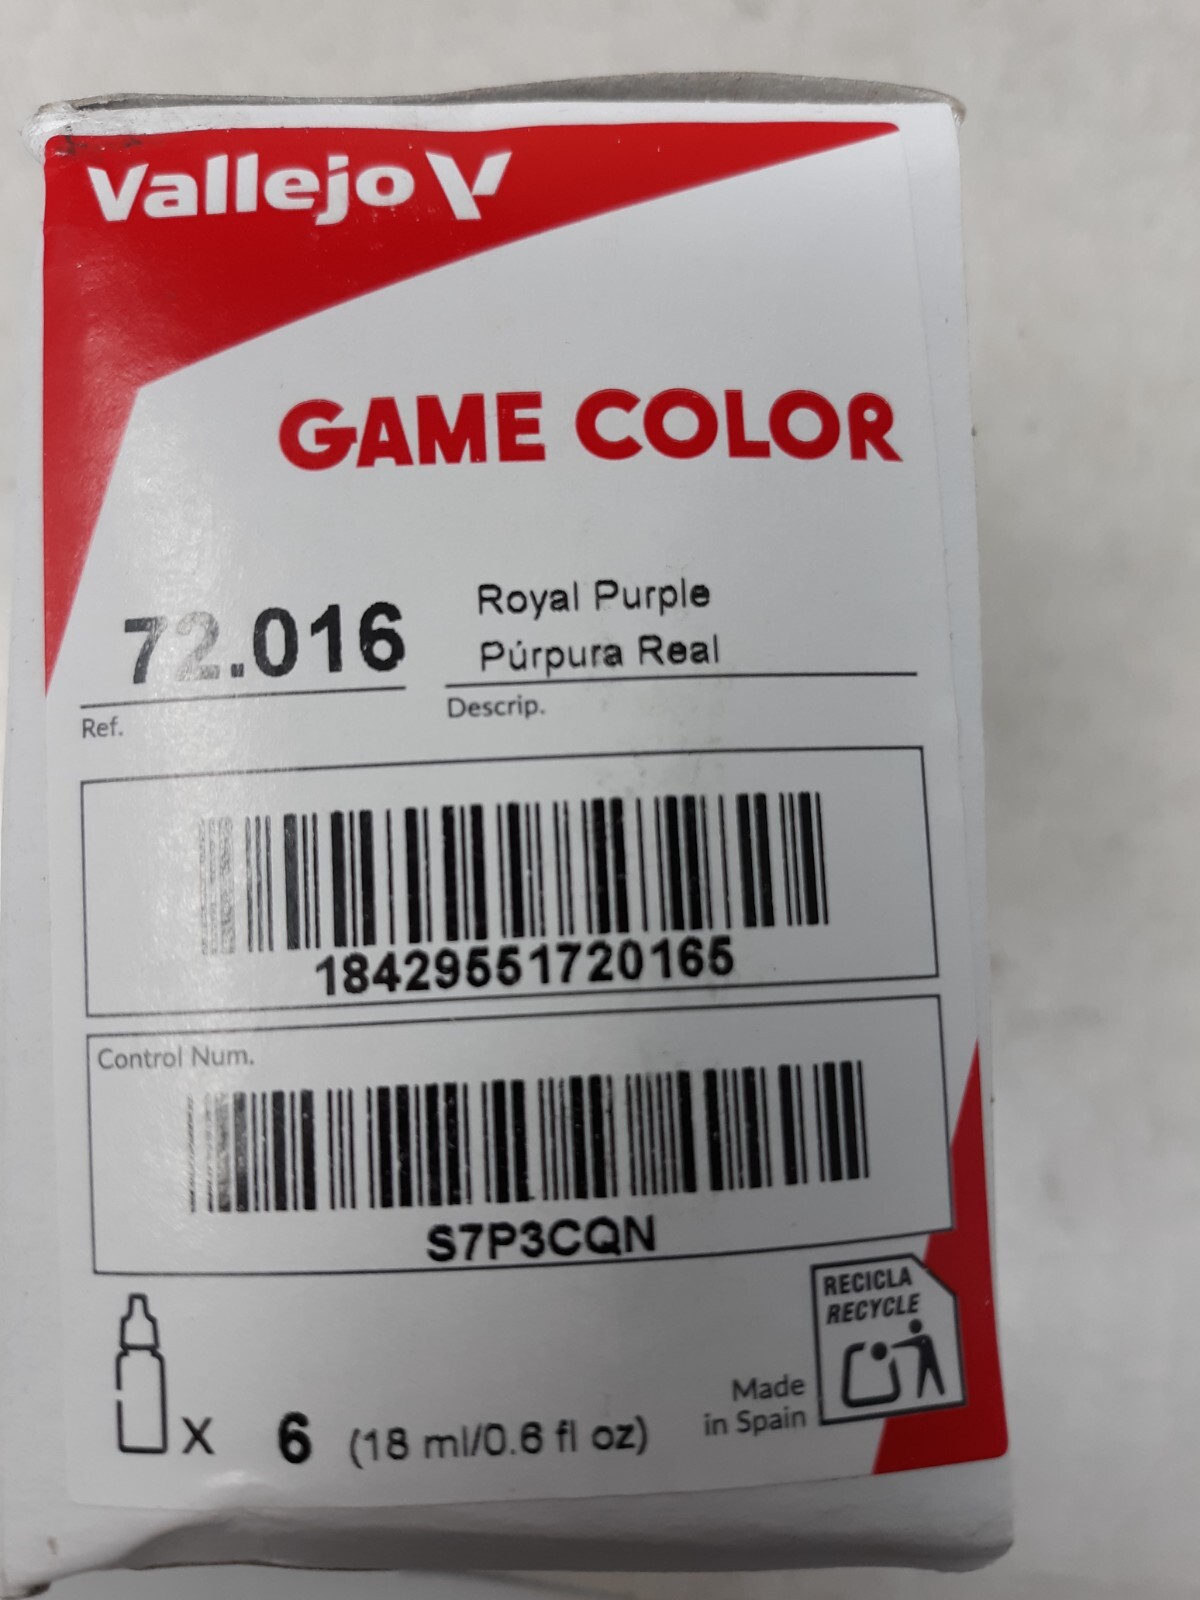 Vallejo
GAME COLOR
72.016
Ref.
Royal Purple
Púrpura Real
Descrip.
18429551720165
Control Num.
S7P3CQN
x 6 (18 ml/0.6 fl oz)
Made
in Spain
RECICLA
RECYCLE